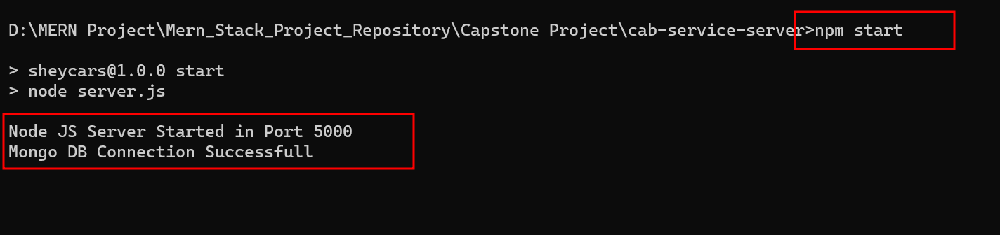 D:\MERN Project\Mern_Stack_Project_Repository\Capstone Project\cab-service-server>npm start
> sheycars@1.0.0 start
> node server.js
Node JS Server Started in Port 5000
Mongo DB Connection Successfull